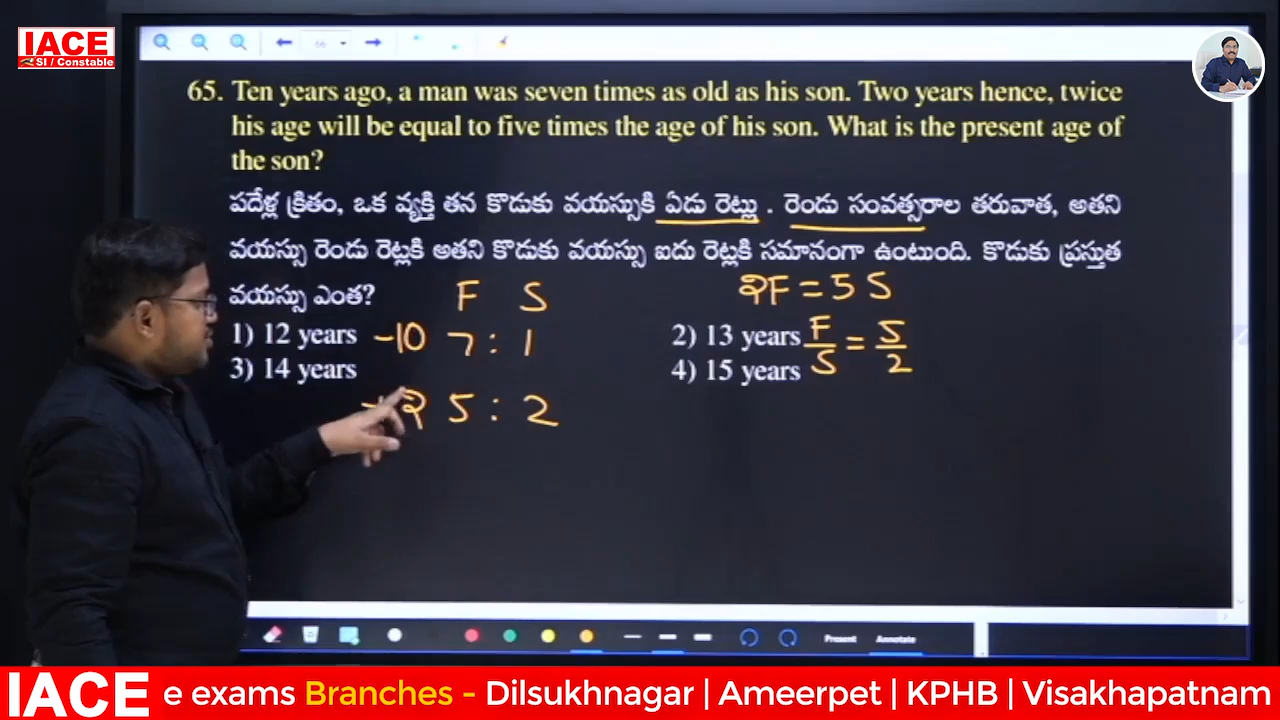 IACE
SI / Constable
66
65. Ten years ago, a man was seven times as old as his son. Two years hence, twice
his age will be equal to five times the age of his son. What is the present age of
the son?
పదేళ్ల క్రితం, ఒక వ్యక్తి తన కొడుకు వయస్సుకి ఏడు రెట్లు . రెండు సంవత్సరాల తరువాత, అతని
వయస్సు రెండు రెట్లకి అతని కొడుకు వయస్సు ఐదు రెట్లకి సమానంగా ఉంటుంది. కొడుకు ప్రస్తుత
వయస్సు ఎంత?
F S
2F = 5 S
1) 12 years
-10 7 : 1
2) 13 years
F/S = 5/2
3) 14 years
4) 15 years
+2 5 : 2
Present Annotate
IACE e exams Branches - Dilsukhnagar | Ameerpet | KPHB | Visakhapatnam